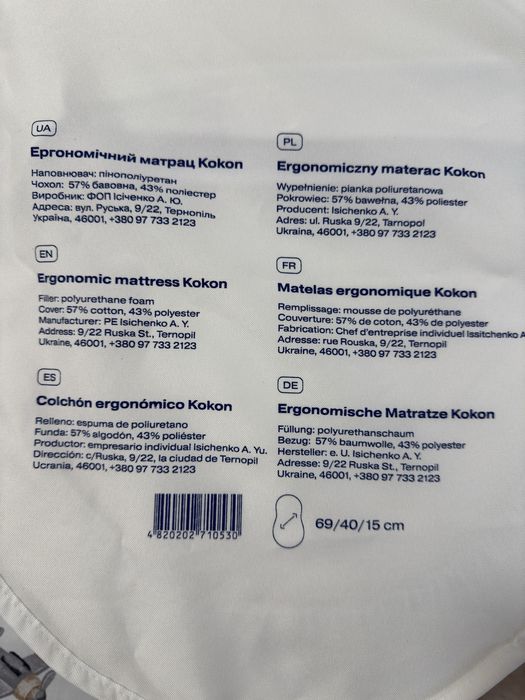 UA
Ергономічний матрац Kokon
Наповнювач: пінополіуретан
Чохол: 57% бавовна, 43% поліестер
Виробник: ФОП Ісіченко А. Ю.
Адреса: вул. Руська, 9/22, Тернопіль
Україна, 46001, +380 97 733 2123
EN
Ergonomic mattress Kokon
Filler: polyurethane foam
Cover: 57% cotton, 43% polyester
Manufacturer: PE Isichenko A. Y.
Address: 9/22 Ruska St., Ternopil
Ukraine, 46001, +380 97 733 2123
ES
Colchón ergonómico Kokon
Relleno: espuma de poliuretano
Funda: 57% algodón, 43% poliéster
Productor: empresario individual Isichenko A. Yu.
Dirección: c/Ruska, 9/22, la ciudad de Ternopil
Ucrania, 46001, +380 97 733 2123
4 820202 710530
PL
Ergonomiczny materac Kokon
Wypełnienie: pianka poliuretanowa
Pokrowiec: 57% bawełna, 43% poliester
Producent: Isichenko A. Y.
Adres: ul. Ruska 9/22, Tarnopol
Ukraina, 46001, +380 97 733 2123
FR
Matelas ergonomique Kokon
Remplissage: mousse de polyuréthane
Couverture: 57% de coton, 43% de polyester
Fabrication: Chef d'entreprise individuel Issitchenko A
Adresse: rue Rouska, 9/22, Ternopil
Ukraine, 46001, +380 97 733 2123
DE
Ergonomische Matratze Kokon
Füllung: polyurethanschaum
Bezug: 57% baumwolle, 43% polyester
Hersteller: e. U. Isichenko A. Y.
Adresse: 9/22 Ruska St., Ternopil
Ukraine, 46001, +380 97 733 2123
69/40/15 cm